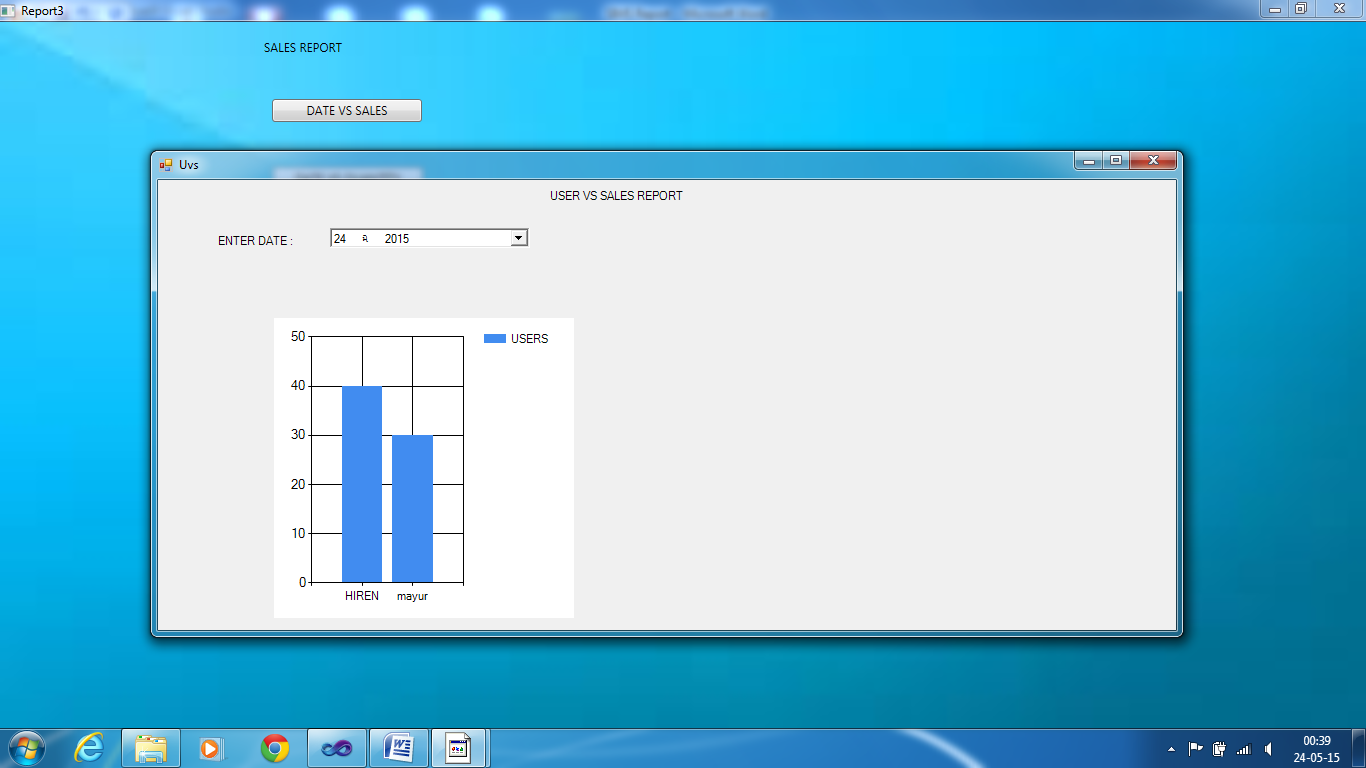 Report3
SALES REPORT
DATE VS SALES
Uvs
USER VS SALES REPORT
ENTER DATE :
24 2015
50
USERS
40
30
20
10
0
HIREN mayur
00:39
24-05-15